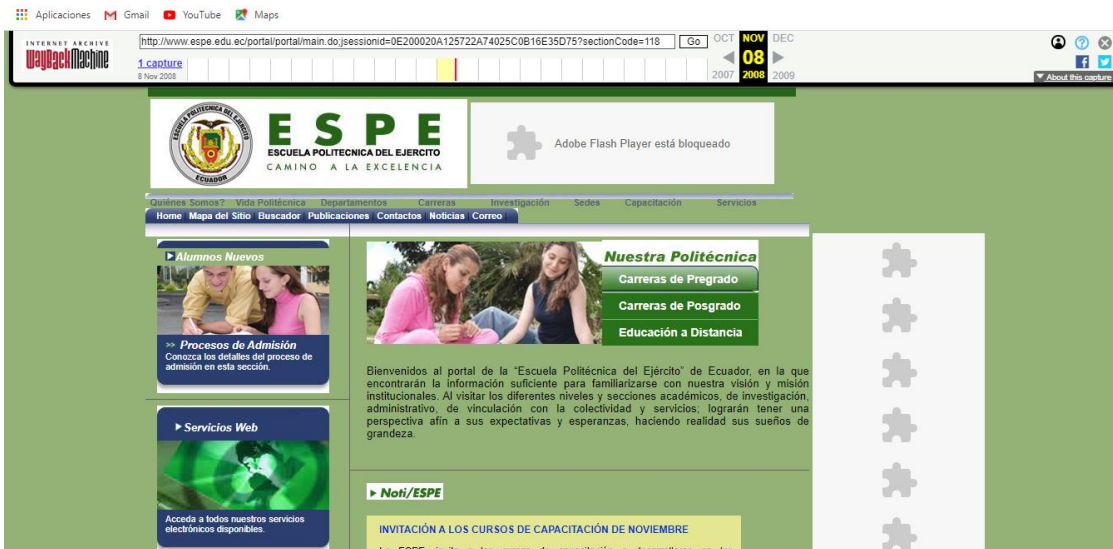 Aplicaciones Gmail YouTube Maps
INTERNET ARCHIVE
WayBackMachine
http://www.espe.edu.ec/portal/portal/main.do;jsessionid=0E200020A125722A74025C0B16E35D75?sectionCode=118 Go
OCT NOV DEC
08
2007 2008 2009
1 capture
8 Nov 2008
About this capture
ESCUELA POLITECNICA DEL EJERCITO
ECUADOR
ESPE
ESCUELA POLITECNICA DEL EJERCITO
CAMINO A LA EXCELENCIA
Adobe Flash Player está bloqueado
Quiénes Somos? Vida Politécnica Departamentos Carreras Investigación Sedes Capacitación Servicios
Home Mapa del Sitio Buscador Publicaciones Contactos Noticias Correo
Alumnos Nuevos
>> Procesos de Admisión
Conozca los detalles del proceso de
admisión en esta sección.
Servicios Web
Acceda a todos nuestros servicios
electrónicos disponibles.
Nuestra Politécnica
Carreras de Pregrado
Carreras de Posgrado
Educación a Distancia
Bienvenidos al portal de la "Escuela Politécnica del Ejército" de Ecuador, en la que
encontrarán la información suficiente para familiarizarse con nuestra visión y misión
institucionales. Al visitar los diferentes niveles y secciones académicos, de investigación,
administrativo, de vinculación con la colectividad y servicios; lograrán tener una
perspectiva afín a sus expectativas y esperanzas, haciendo realidad sus sueños de
grandeza.
Noti/ESPE
INVITACIÓN A LOS CURSOS DE CAPACITACIÓN DE NOVIEMBRE